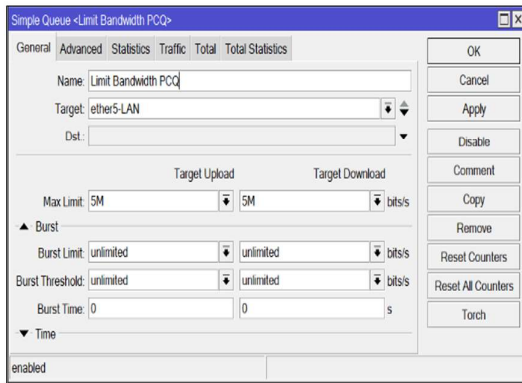 Simple Queue <Limit Bandwidth PCQ>
General Advanced Statistics Traffic Total Total Statistics
Name: Limit Bandwidth PCQ
Target: ether5-LAN
Dst.:
Target Upload Target Download
Max Limit: 5M 5M bits/s
Burst
Burst Limit: unlimited unlimited bits/s
Burst Threshold: unlimited unlimited bits/s
Burst Time: 0 0 s
Time
enabled
OK
Cancel
Apply
Disable
Comment
Copy
Remove
Reset Counters
Reset All Counters
Torch